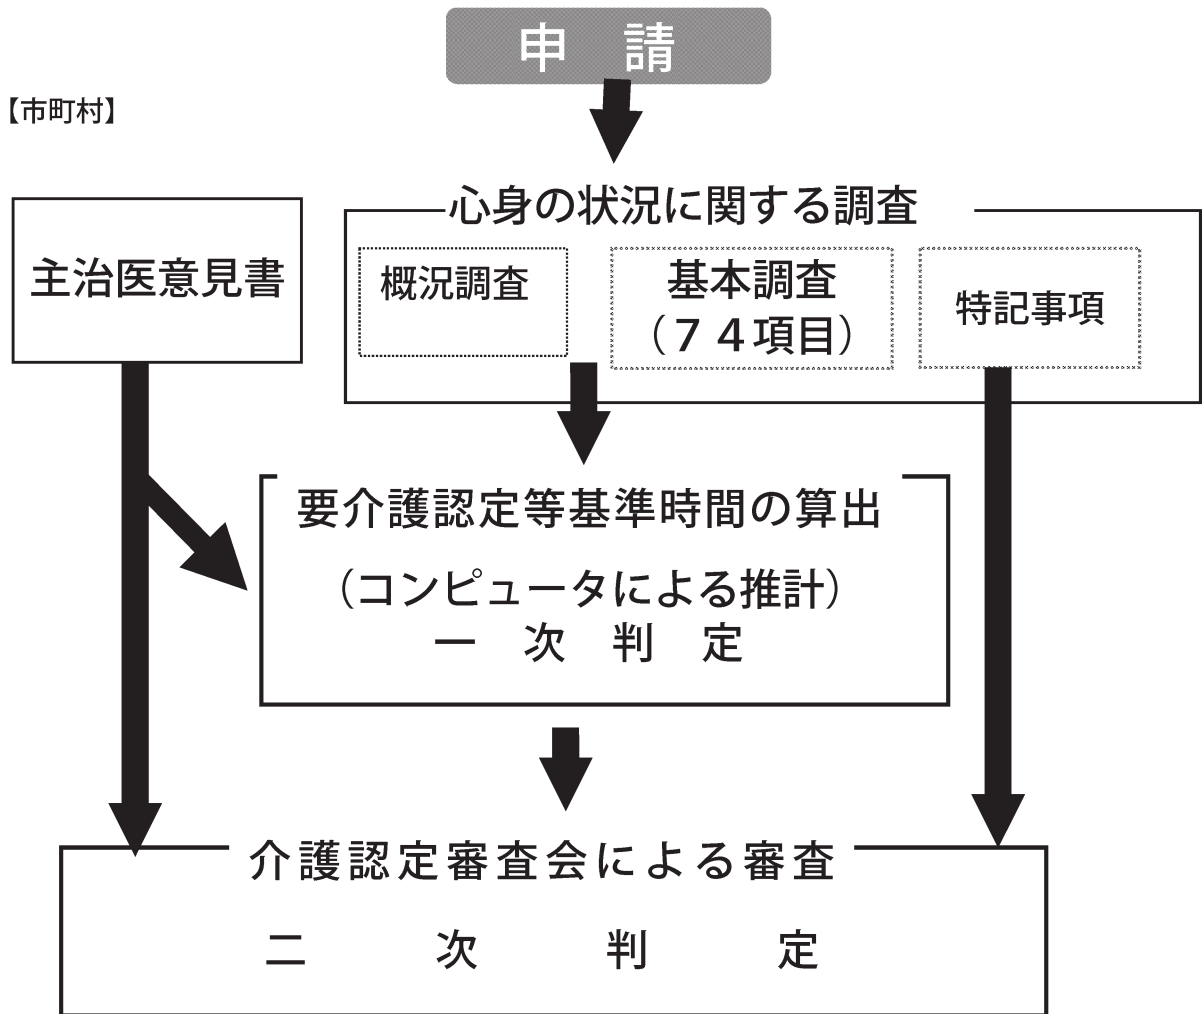 申　請
【市町村】
心身の状況に関する調査
主治医意見書
概況調査
基本調査
（７４項目）
特記事項
要介護認定等基準時間の算出
（コンピュータによる推計）
一　次　判　定
介護認定審査会による審査
二　次　判　定